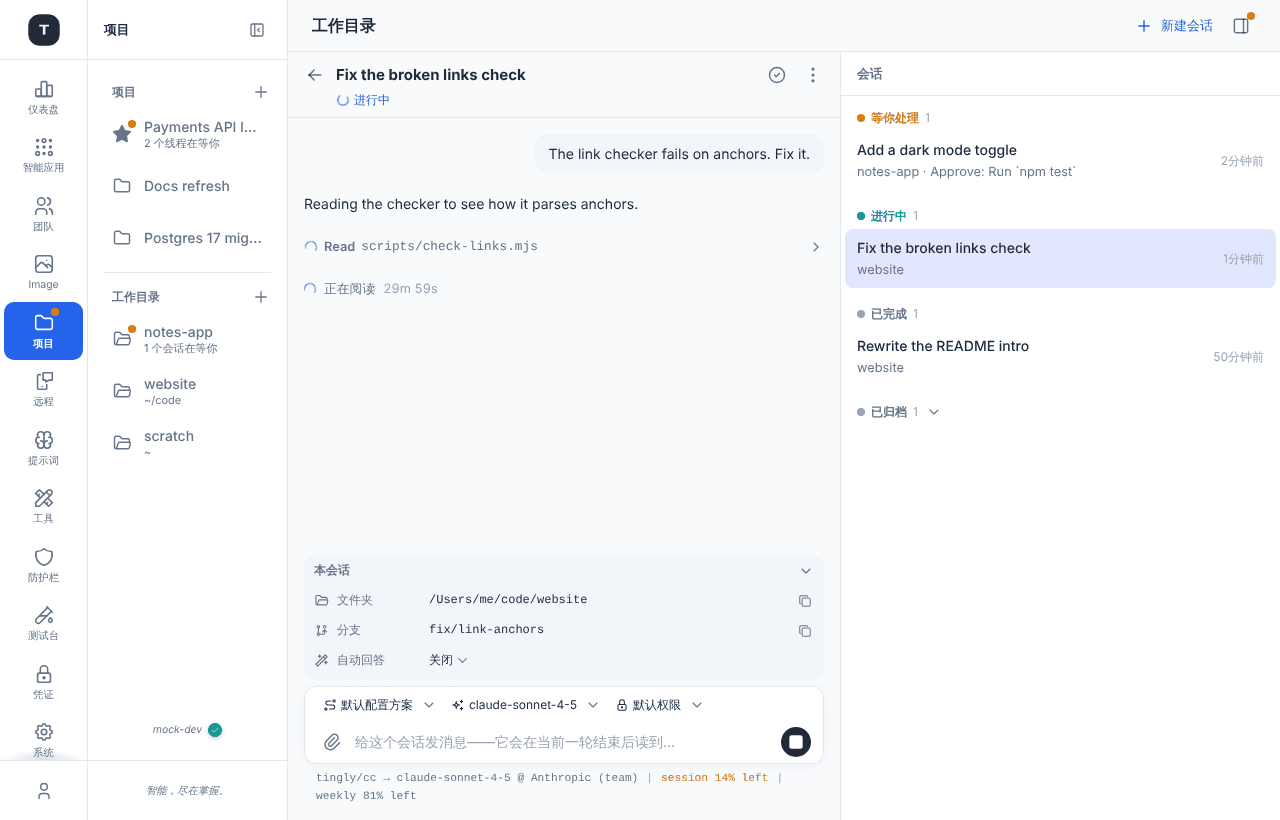 T
项目
工作目录
新建会话
仪表盘
智能应用
团队
Image
项目
远程
提示词
工具
防护栏
测试台
凭证
系统
项目
Payments API l...
2 个线程在等你
Docs refresh
Postgres 17 mig...
工作目录
notes-app
1 个会话在等你
website
~/code
scratch
~
mock-dev
智能，尽在掌握。
Fix the broken links check
进行中
The link checker fails on anchors. Fix it.
Reading the checker to see how it parses anchors.
Read scripts/check-links.mjs
正在阅读 29m 59s
本会话
文件夹 /Users/me/code/website
分支 fix/link-anchors
自动回答 关闭
默认配置方案 claude-sonnet-4-5 默认权限
给这个会话发消息——它会在当前一轮结束后读到...
tingly/cc → claude-sonnet-4-5 @ Anthropic (team) | session 14% left |
weekly 81% left
会话
等你处理 1
Add a dark mode toggle
notes-app · Approve: Run `npm test`
2分钟前
进行中 1
Fix the broken links check
website
1分钟前
已完成 1
Rewrite the README intro
website
50分钟前
已归档 1